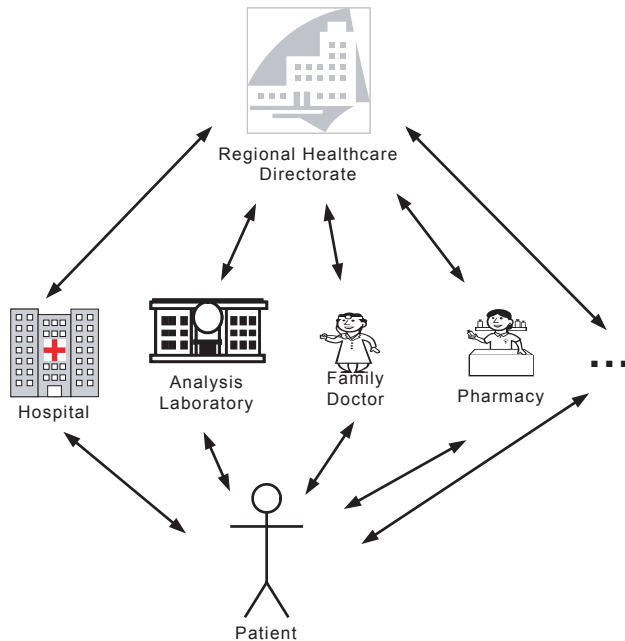 Regional Healthcare
Directorate
Hospital
Analysis
Laboratory
Family
Doctor
Pharmacy
...
Patient